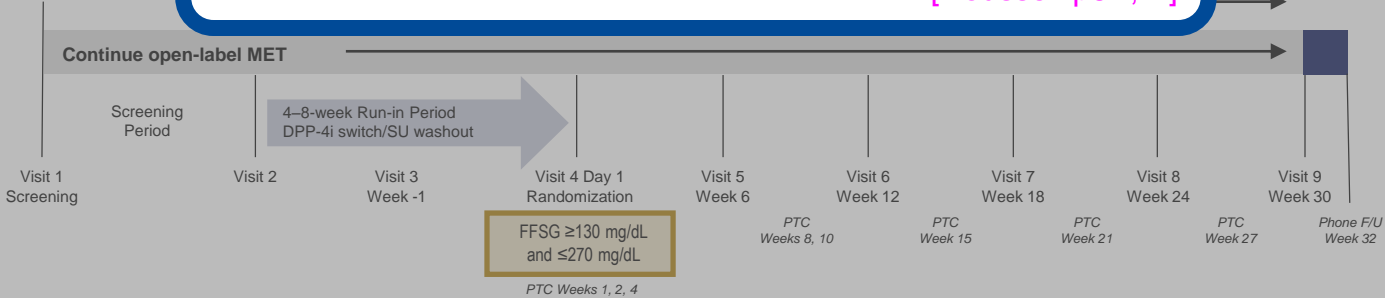 Continue open-label MET
Screening
Period
4–8-week Run-in Period
DPP-4i switch/SU washout
Visit 1
Screening
Visit 2
Visit 3
Week -1
Visit 4 Day 1
Randomization
Visit 5
Week 6
Visit 6
Week 12
Visit 7
Week 18
Visit 8
Week 24
Visit 9
Week 30
FFSG ≥130 mg/dL
and ≤270 mg/dL
PTC
Weeks 8, 10
PTC
Week 15
PTC
Week 21
PTC
Week 27
Phone F/U
Week 32
PTC Weeks 1, 2, 4